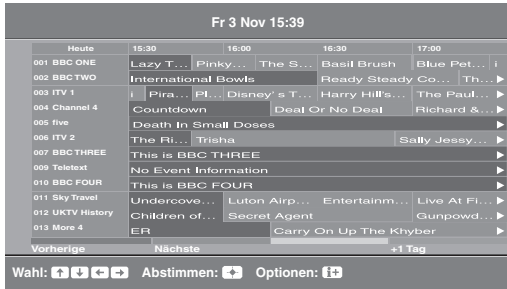 Fr 3 Nov 15:39
Heute 15:30 16:00 16:30 17:00
001 BBC ONE Lazy T... Pinky... The S... Basil Brush Blue Pet... i
002 BBC TWO International Bowls Ready Steady Co... Th...
003 ITV 1 i Pira... Pl... Disney's T... Harry Hill's... The Paul...
004 Channel 4 Countdown Deal Or No Deal Richard &...
005 five Death In Small Doses
006 ITV 2 The Ri... Trisha Sally Jessy...
007 BBC THREE This is BBC THREE
009 Teletext No Event Information
010 BBC FOUR This is BBC FOUR
011 Sky Travel Undercove... Luton Airp... Entertainm... Live At Fi...
012 UKTV History Children of... Secret Agent Gunpowd...
013 More 4 ER Carry On Up The Khyber
Vorherige Nächste +1 Tag
Wahl: Abstimmen: Optionen: i+